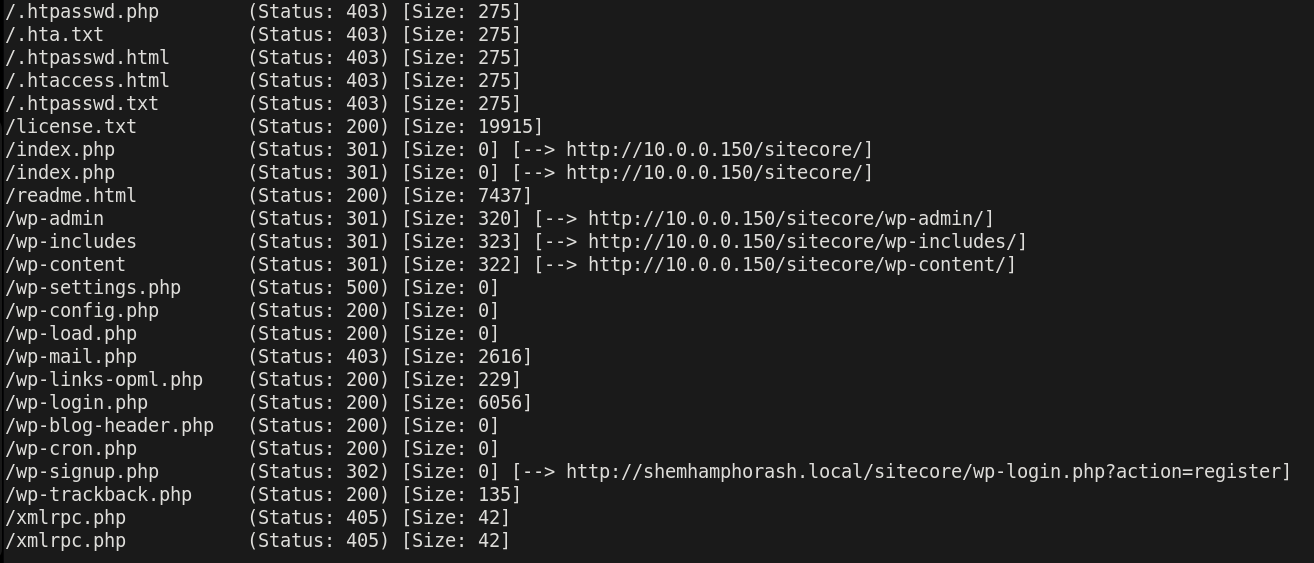 /.htpasswd.php        (Status: 403) [Size: 275]
/.hta.txt             (Status: 403) [Size: 275]
/.htpasswd.html       (Status: 403) [Size: 275]
/.htaccess.html       (Status: 403) [Size: 275]
/.htpasswd.txt        (Status: 403) [Size: 275]
/license.txt          (Status: 200) [Size: 19915]
/index.php            (Status: 301) [Size: 0] [--> http://10.0.0.150/sitecore/]
/index.php            (Status: 301) [Size: 0] [--> http://10.0.0.150/sitecore/]
/readme.html          (Status: 200) [Size: 7437]
/wp-admin             (Status: 301) [Size: 320] [--> http://10.0.0.150/sitecore/wp-admin/]
/wp-includes          (Status: 301) [Size: 323] [--> http://10.0.0.150/sitecore/wp-includes/]
/wp-content           (Status: 301) [Size: 322] [--> http://10.0.0.150/sitecore/wp-content/]
/wp-settings.php      (Status: 500) [Size: 0]
/wp-config.php        (Status: 200) [Size: 0]
/wp-load.php          (Status: 200) [Size: 0]
/wp-mail.php          (Status: 403) [Size: 2616]
/wp-links-opml.php    (Status: 200) [Size: 229]
/wp-login.php         (Status: 200) [Size: 6056]
/wp-blog-header.php   (Status: 200) [Size: 0]
/wp-cron.php          (Status: 200) [Size: 0]
/wp-signup.php        (Status: 302) [Size: 0] [--> http://shemhamphorash.local/sitecore/wp-login.php?action=register]
/wp-trackback.php     (Status: 200) [Size: 135]
/xmlrpc.php           (Status: 405) [Size: 42]
/xmlrpc.php           (Status: 405) [Size: 42]